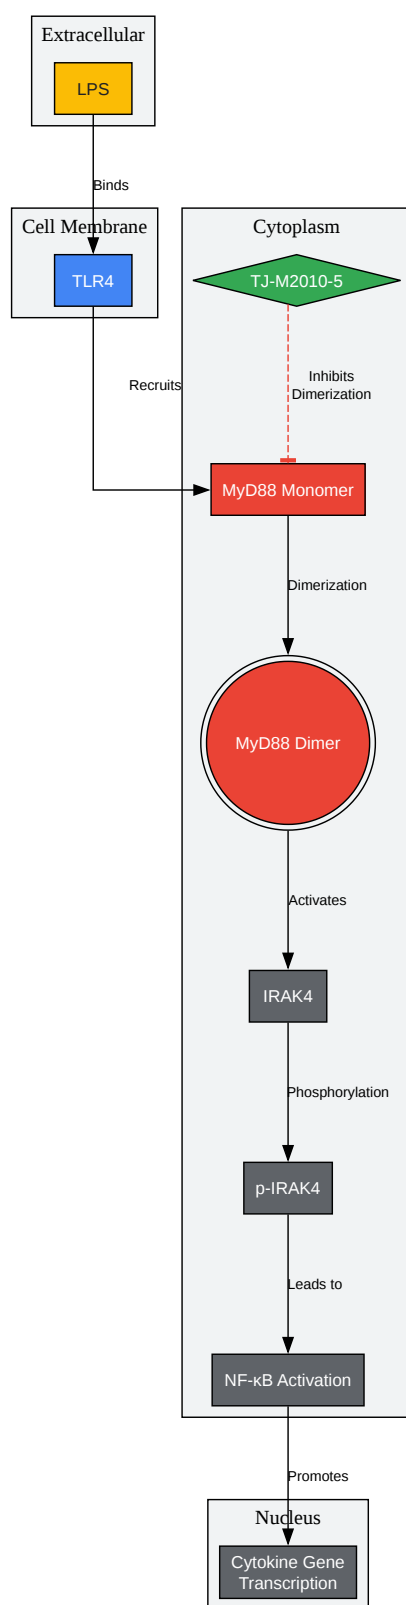 Extracellular
LPS
Binds
Cell Membrane
TLR4
Cytoplasm
TJ-M2010-5
Recruits
Inhibits
Dimerization
MyD88 Monomer
Dimerization
MyD88 Dimer
Activates
IRAK4
Phosphorylation
p-IRAK4
Leads to
NF-κB Activation
Promotes
Nucleus
Cytokine Gene
Transcription